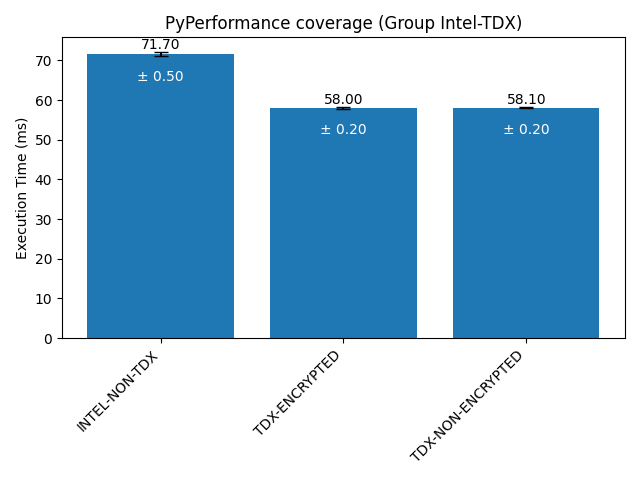 PyPerformance coverage (Group Intel-TDX)
Execution Time (ms)
70
60
50
40
30
20
10
0
71.70
± 0.50
58.00
± 0.20
58.10
± 0.20
INTEL-NON-TDX
TDX-ENCRYPTED
TDX-NON-ENCRYPTED